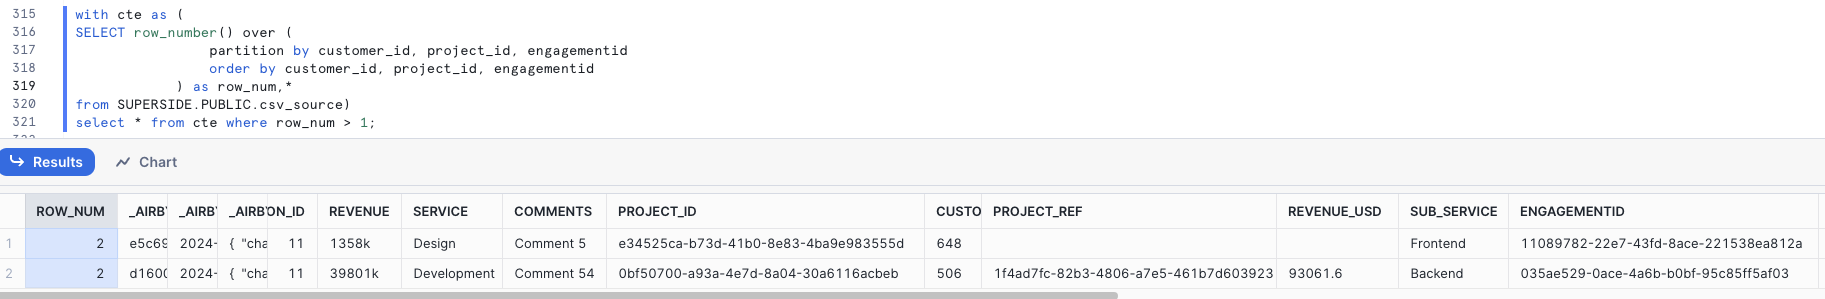 315 with cte as (
316 SELECT row_number() over (
317 partition by customer_id, project_id, engagementid
318 order by customer_id, project_id, engagementid
319 ) as row_num,*
320 from SUPERSIDE.PUBLIC.csv_source)
321 select * from cte where row_num > 1;
Results Chart
ROW_NUM _AIRBY _AIRBY _AIRBY ON_ID REVENUE SERVICE COMMENTS PROJECT_ID CUSTO PROJECT_REF REVENUE_USD SUB_SERVICE ENGAGEMENTID
1 2 e5c69 2024- { "cha 11 1358k Design Comment 5 e34525ca-b73d-41b0-8e83-4ba9e983555d 648 Frontend 11089782-22e7-43fd-8ace-221538ea812a
2 2 d1600 2024- { "cha 11 39801k Development Comment 54 0bf50700-a93a-4e7d-8a04-30a6116acbeb 506 1f4ad7fc-82b3-4806-a7e5-461b7d603923 93061.6 Backend 035ae529-0ace-4a6b-b0bf-95c85ff5af03